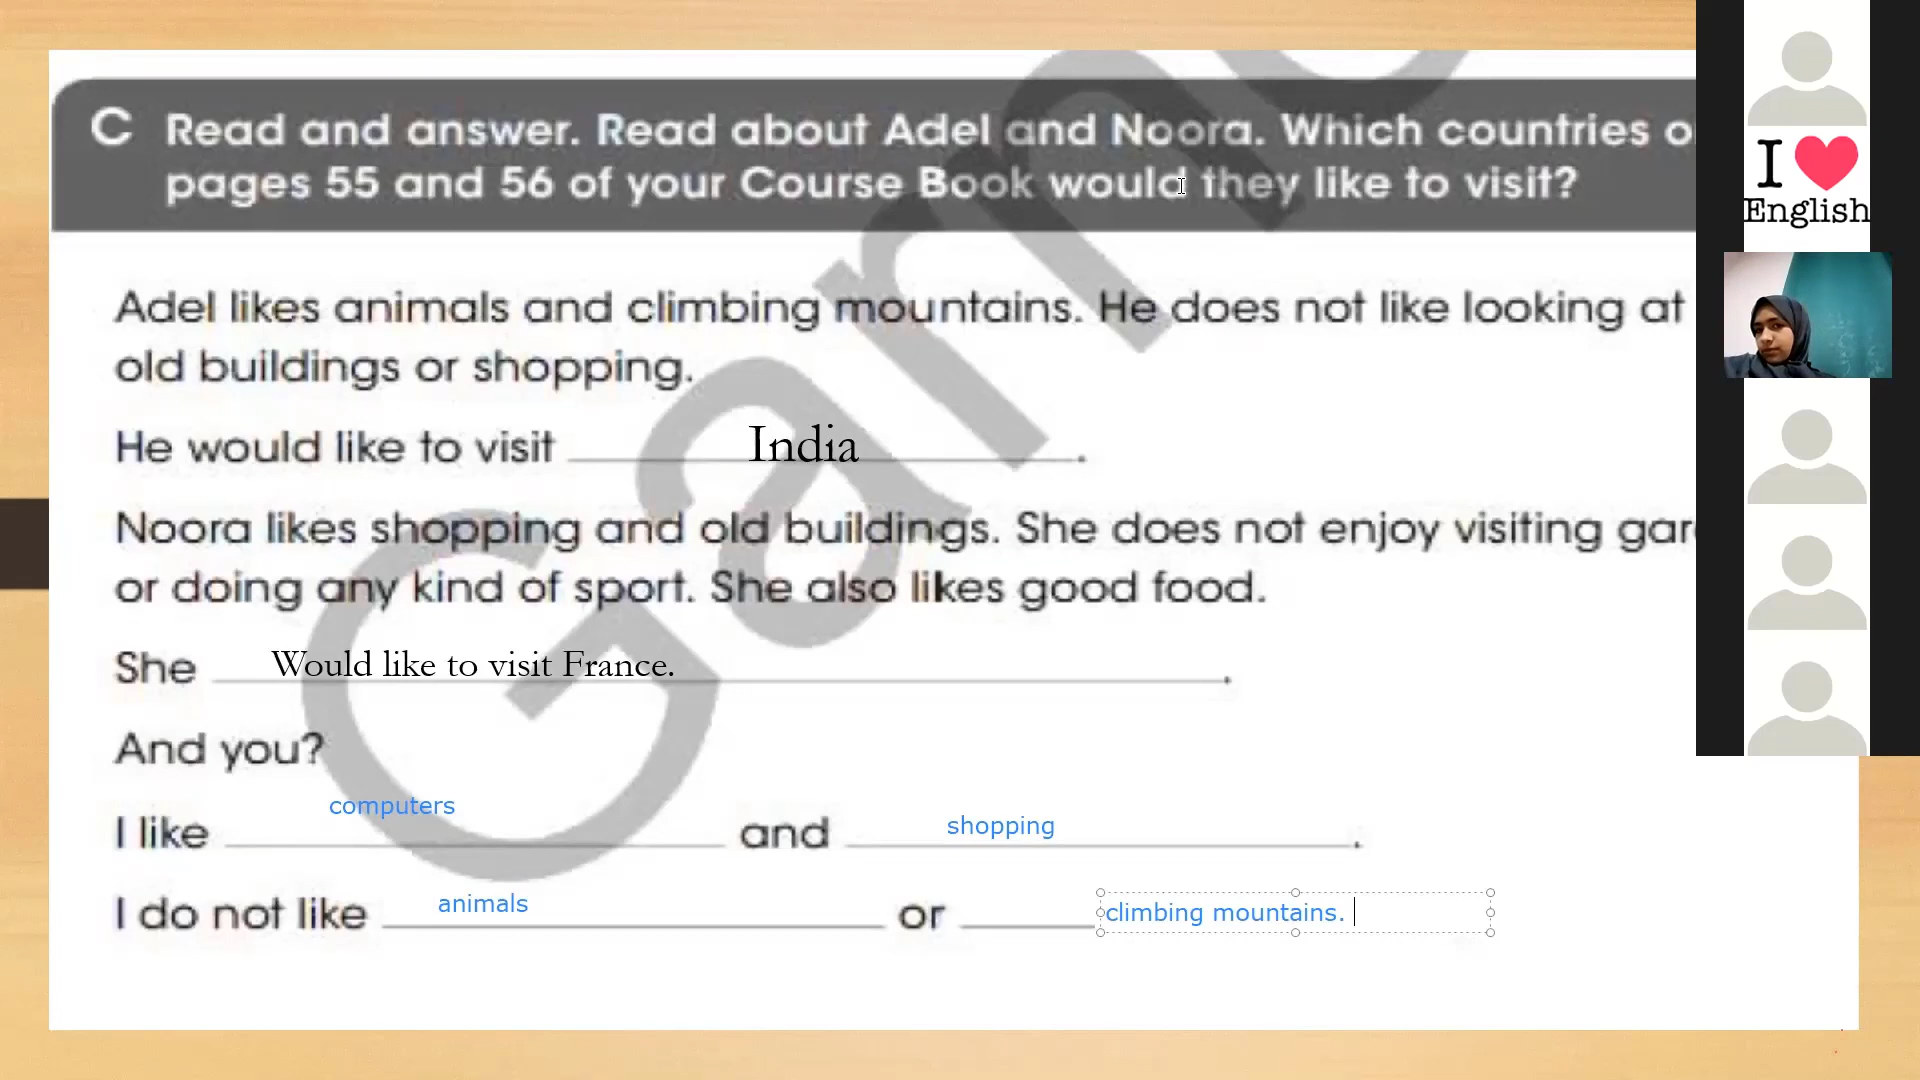 C Read and answer. Read about Adel and Noora. Which countries o
pages 55 and 56 of your Course Book would they like to visit?
Adel likes animals and climbing mountains. He does not like looking at
old buildings or shopping.
He would like to visit India.
Noora likes shopping and old buildings. She does not enjoy visiting gar
or doing any kind of sport. She also likes good food.
She Would like to visit France. .
And you?
I like computers and shopping.
I do not like animals or climbing mountains.
I ♥
English